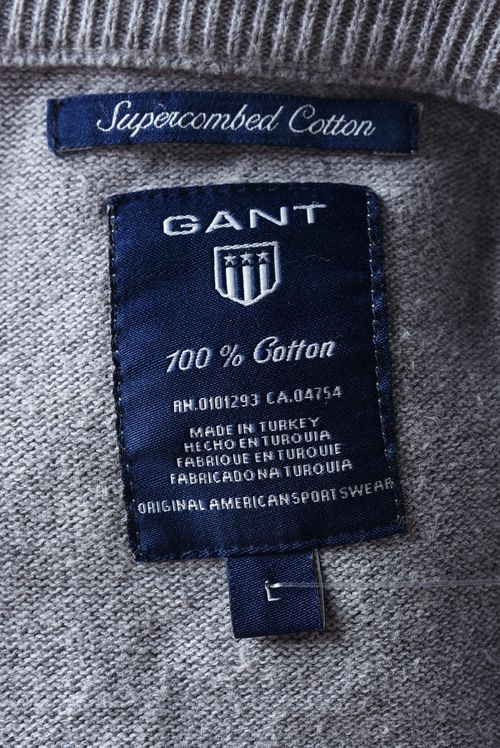 Supercombed Cotton
GANT
100 % Cotton
RN.0101293 CA.04754
MADE IN TURKEY
HECHO EN TURQUIA
FABRIQUE EN TURQUIE
FABRICADO NA TURQUIA
ORIGINAL AMERICAN SPORTSWEAR
L